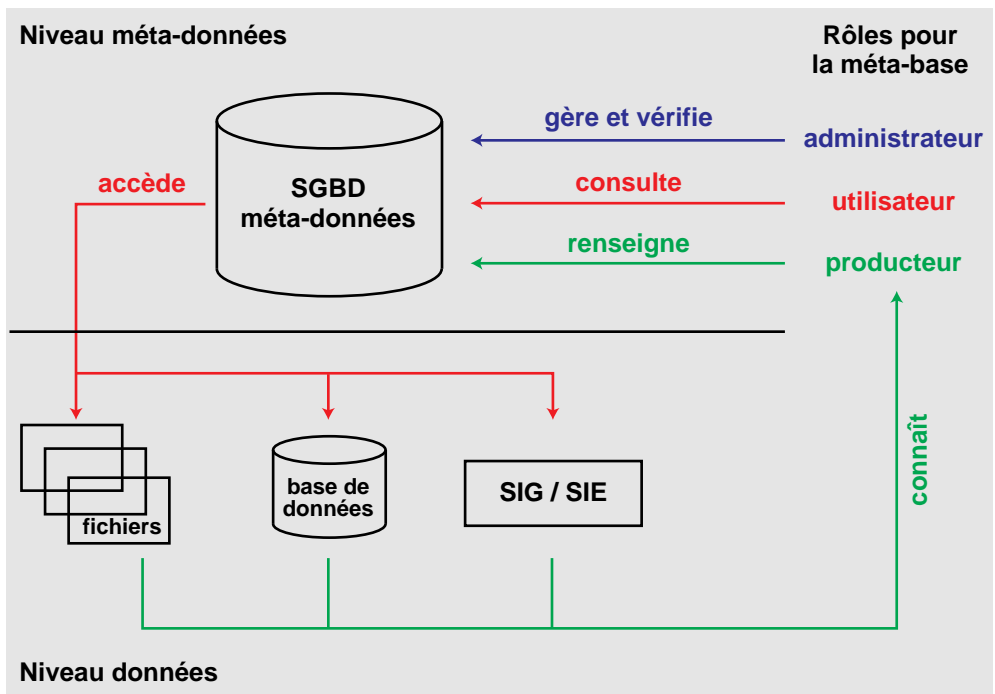 Niveau méta-données
Rôles pour
la méta-base
gère et vérifie
administrateur
accède
SGBD
méta-données
consulte
utilisateur
renseigne
producteur
connaît
fichiers
base de
données
SIG / SIE
Niveau données